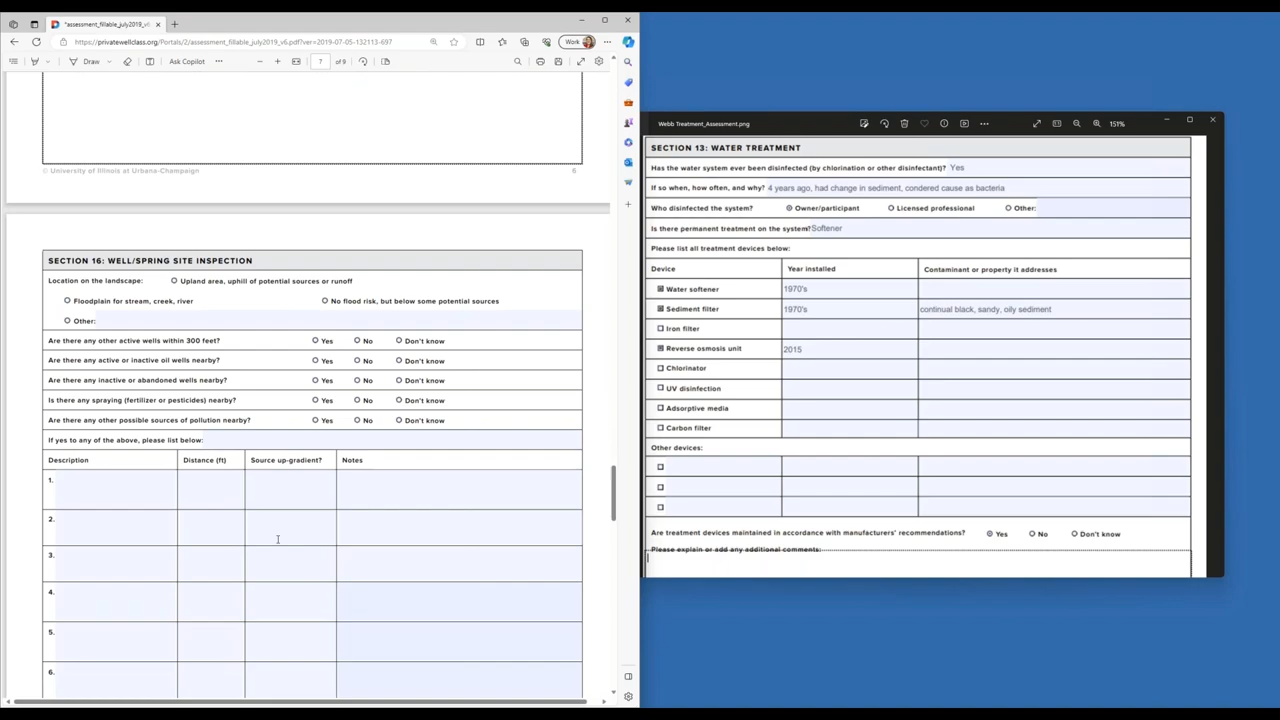 *assessment_fillable_july2019_v6
https://privatewellclass.org/Portals/2/assessment_fillable_july2019_v6.pdf?ver=2019-07-05-132113-697
Work
Draw
Ask Copilot
7 of 9
© University of Illinois at Urbana-Champaign
6
SECTION 16: WELL/SPRING SITE INSPECTION
Location on the landscape:
Upland area, uphill of potential sources or runoff
Floodplain for stream, creek, river
No flood risk, but below some potential sources
Other:
Are there any other active wells within 300 feet? Yes No Don't know
Are there any active or inactive oil wells nearby? Yes No Don't know
Are there any inactive or abandoned wells nearby? Yes No Don't know
Is there any spraying (fertilizer or pesticides) nearby? Yes No Don't know
Are there any other possible sources of pollution nearby? Yes No Don't know
If yes to any of the above, please list below:
Description Distance (ft) Source up-gradient? Notes
1.
2.
3.
4.
5.
6.
Webb Treatment_Assessment.png
151%
SECTION 13: WATER TREATMENT
Has the water system ever been disinfected (by chlorination or other disinfectant)? Yes
If so when, how often, and why? 4 years ago, had change in sediment, condered cause as bacteria
Who disinfected the system? Owner/participant Licensed professional Other:
Is there permanent treatment on the system? Softener
Please list all treatment devices below:
Device Year installed Contaminant or property it addresses
Water softener 1970's
Sediment filter 1970's continual black, sandy, oily sediment
Iron filter
Reverse osmosis unit 2015
Chlorinator
UV disinfection
Adsorptive media
Carbon filter
Other devices:
Are treatment devices maintained in accordance with manufacturers' recommendations? Yes No Don't know
Please explain or add any additional comments: